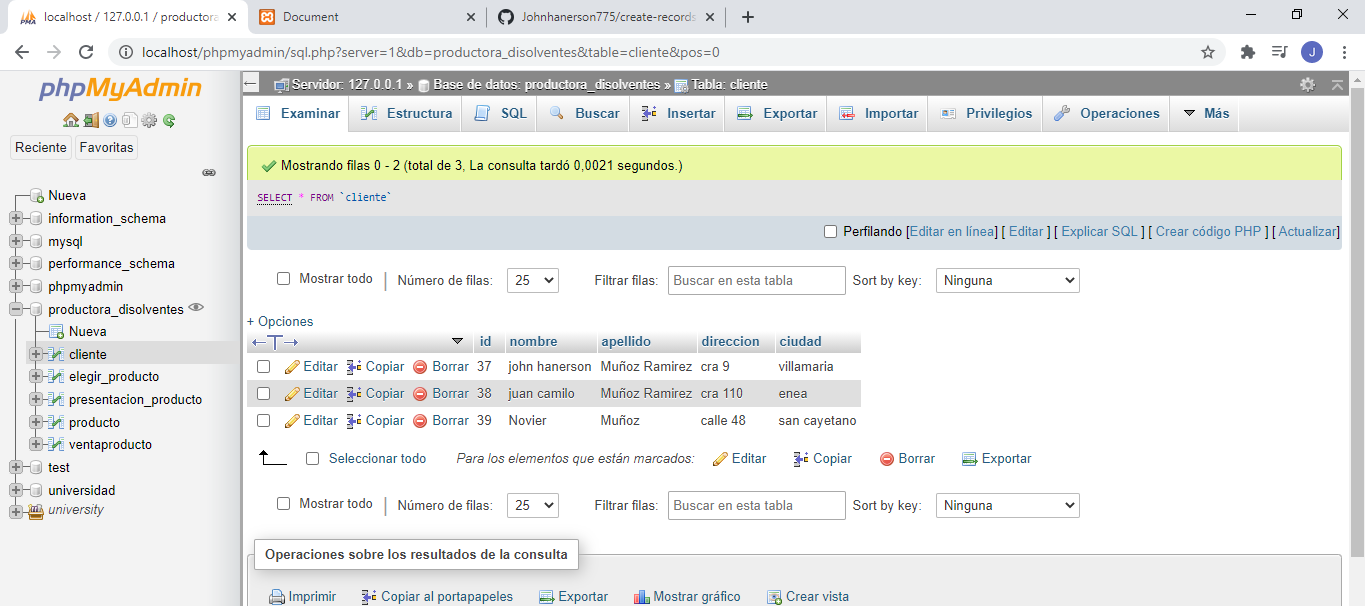 localhost / 127.0.0.1 / productora
Document
Johnhanerson775/create-records
localhost/phpmyadmin/sql.php?server=1&db=productora_disolventes&table=cliente&pos=0
J
phpMyAdmin
Reciente Favoritas
Nueva
information_schema
mysql
performance_schema
phpmyadmin
productora_disolventes
Nueva
cliente
elegir_producto
presentacion_producto
producto
ventaproducto
test
universidad
university
Servidor: 127.0.0.1 » Base de datos: productora_disolventes » Tabla: cliente
Examinar Estructura SQL Buscar Insertar Exportar Importar Privilegios Operaciones Más
Mostrando filas 0 - 2 (total de 3, La consulta tardó 0,0021 segundos.)
SELECT * FROM `cliente`
Perfilando [Editar en línea] [ Editar ] [ Explicar SQL ] [ Crear código PHP ] [ Actualizar]
Mostrar todo | Número de filas: 25 Filtrar filas: Buscar en esta tabla Sort by key: Ninguna
+ Opciones
←T→ id nombre apellido direccion ciudad
Editar Copiar Borrar 37 john hanerson Muñoz Ramirez cra 9 villamaria
Editar Copiar Borrar 38 juan camilo Muñoz Ramirez cra 110 enea
Editar Copiar Borrar 39 Novier Muñoz calle 48 san cayetano
Seleccionar todo Para los elementos que están marcados: Editar Copiar Borrar Exportar
Mostrar todo | Número de filas: 25 Filtrar filas: Buscar en esta tabla Sort by key: Ninguna
Operaciones sobre los resultados de la consulta
Imprimir Copiar al portapapeles Exportar Mostrar gráfico Crear vista